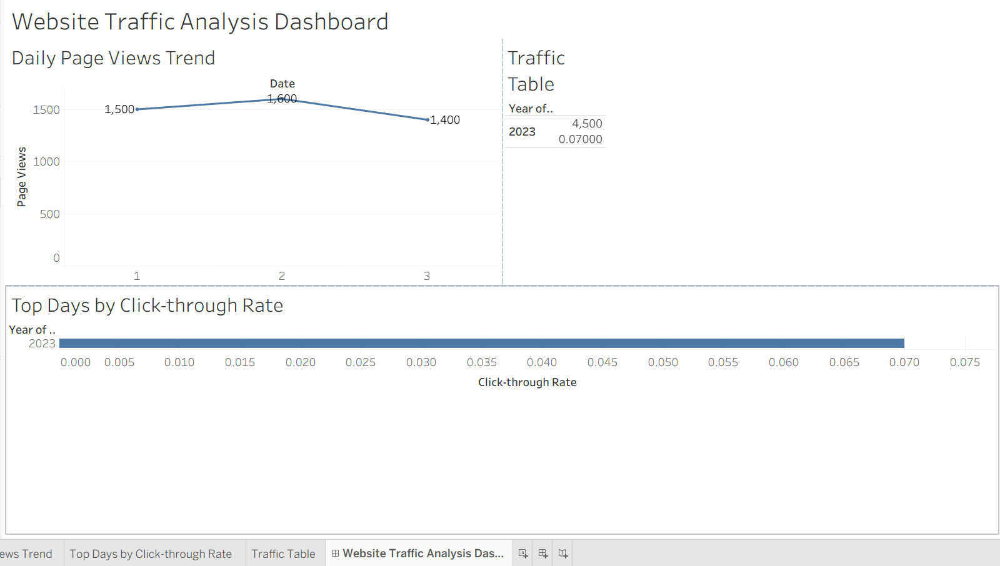 Website Traffic Analysis Dashboard
Daily Page Views Trend
Date
1,500
1,600
1,400
1500
1000
500
0
Page Views
1 2 3
Traffic
Table
Year of..
2023
4,500
0.07000
Top Days by Click-through Rate
Year of ..
2023
0.000 0.005 0.010 0.015 0.020 0.025 0.030 0.035 0.040 0.045 0.050 0.055 0.060 0.065 0.070 0.075
Click-through Rate
ews Trend Top Days by Click-through Rate Traffic Table Website Traffic Analysis Das...